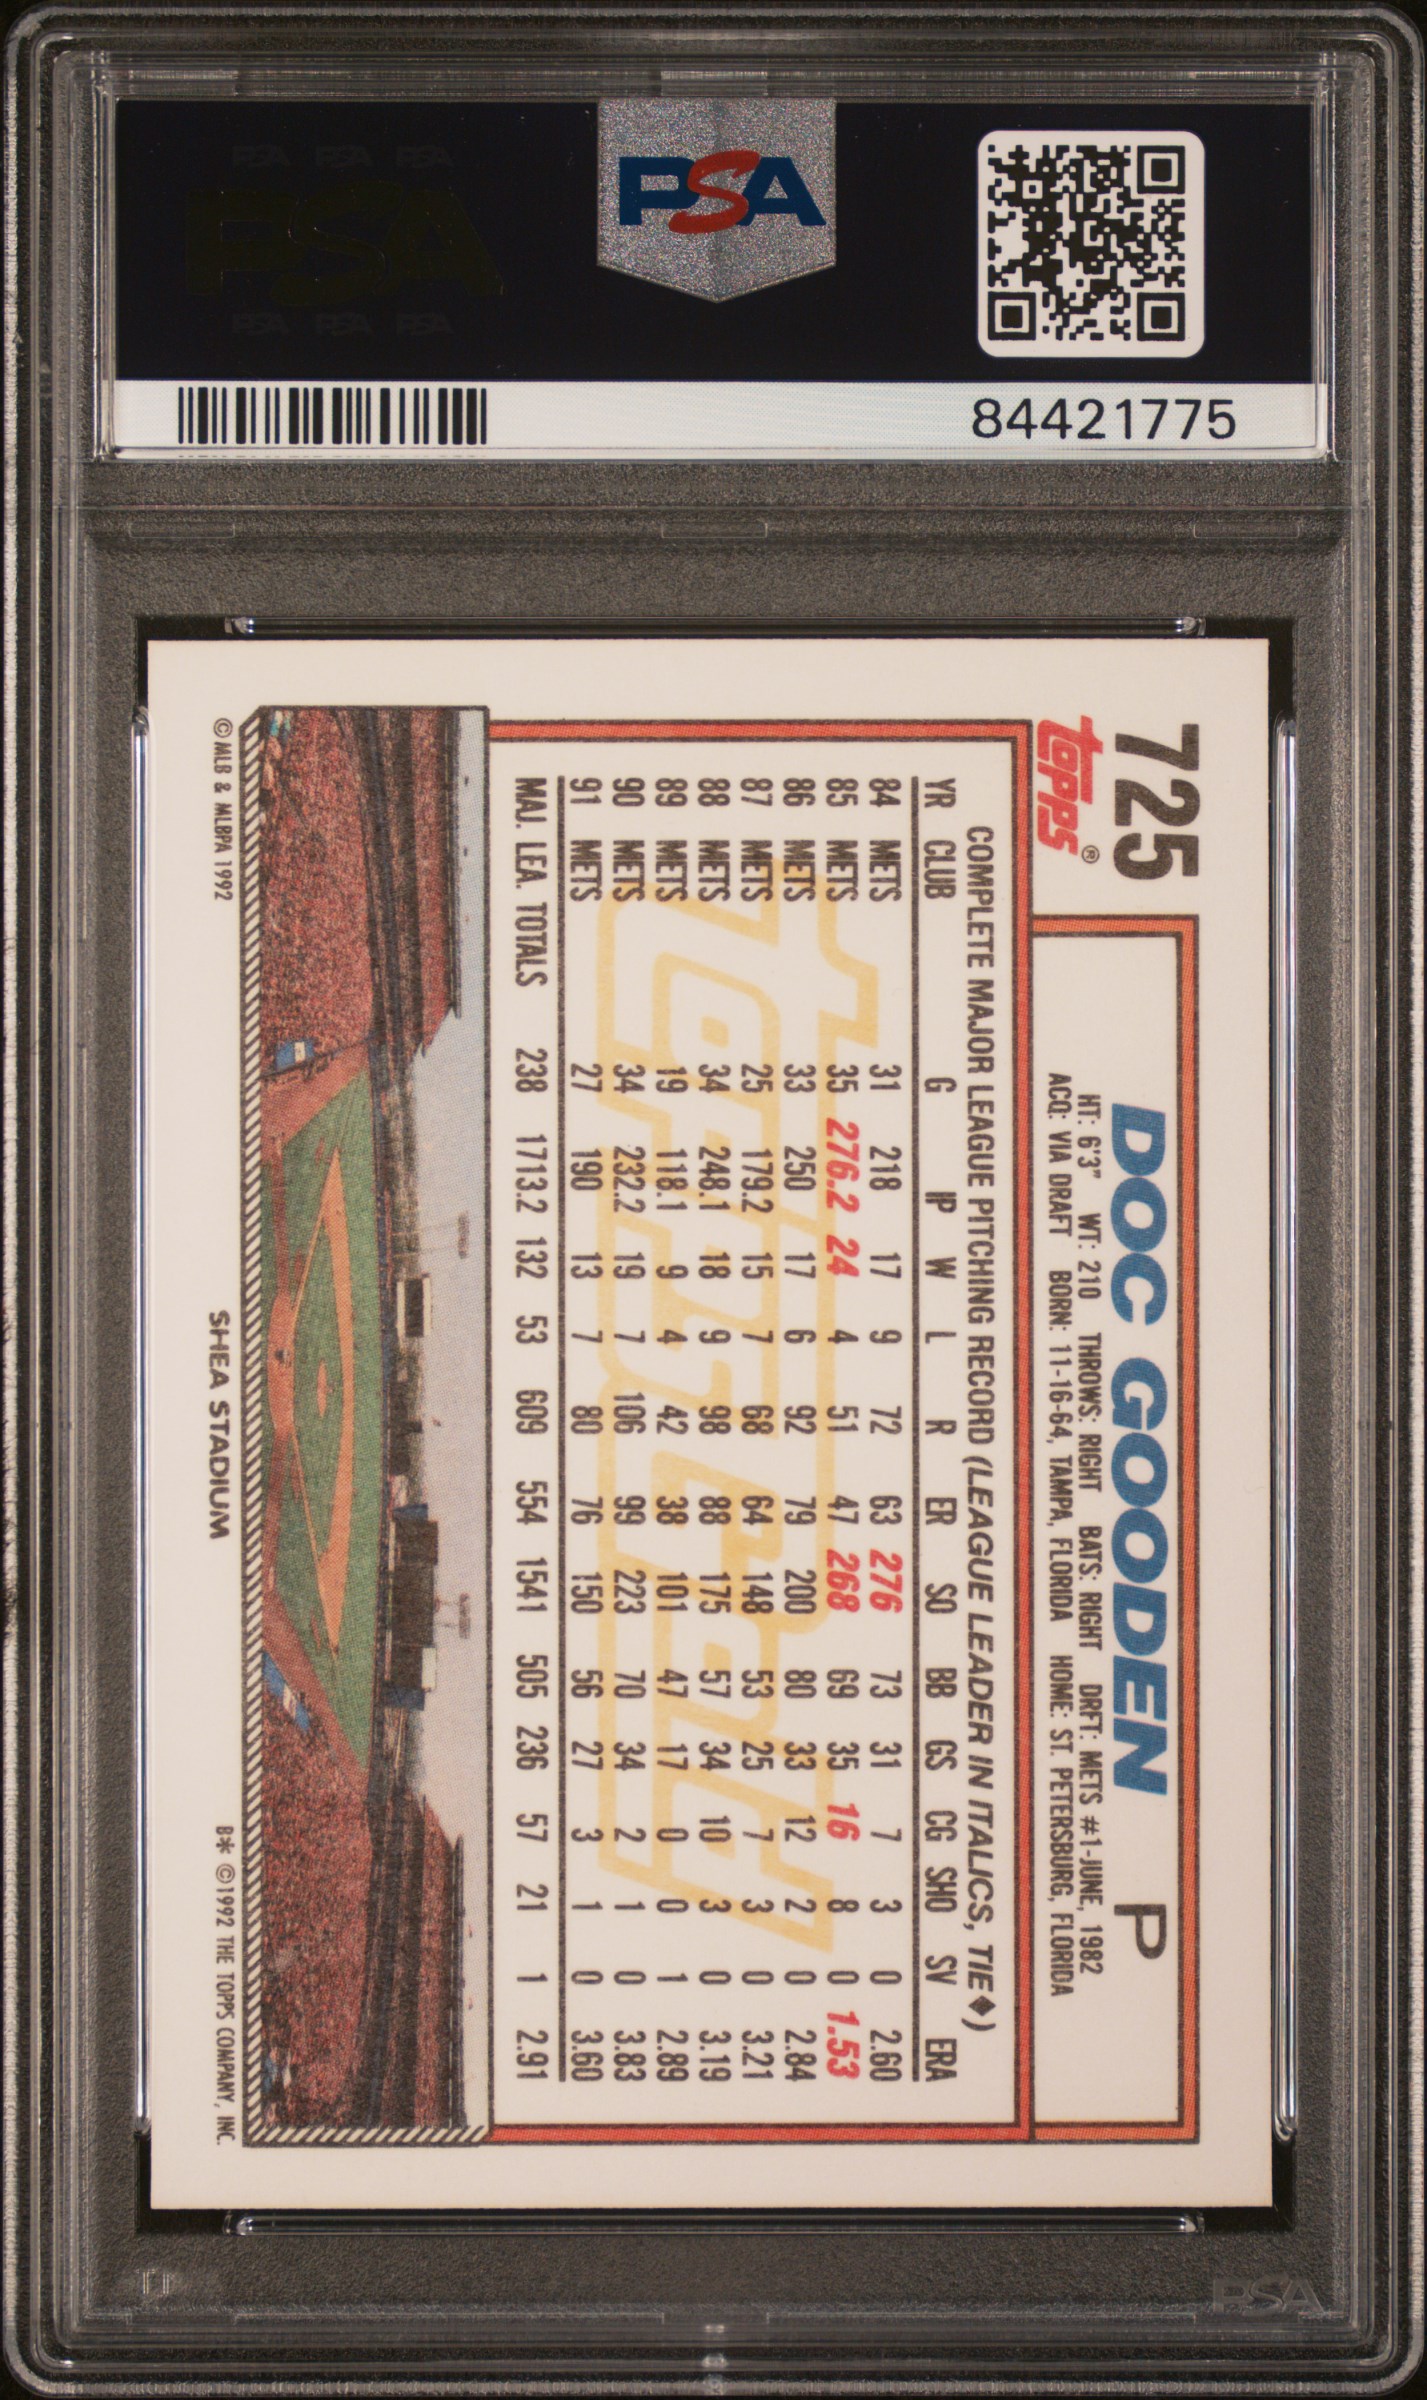 PSA PSA PSA
PSA
PSA PSA PSA
PSA
84421775
725
topps®
DOC GOODEN P
HT: 6'3" WT: 210 THROWS: RIGHT BATS: RIGHT DRFT: METS #1-JUNE, 1982
ACQ: VIA DRAFT BORN: 11-16-64, TAMPA, FLORIDA HOME: ST. PETERSBURG, FLORIDA
COMPLETE MAJOR LEAGUE PITCHING RECORD (LEAGUE LEADER IN ITALICS, TIE◆)
YR CLUB G IP W L R ER SO BB GS CG SHO SV ERA
84 METS 31 218 17 9 72 63 276 73 31 7 3 0 2.60
85 METS 35 276.2 24 4 51 47 268 69 35 16 8 0 1.53
86 METS 33 250 17 6 92 79 200 80 33 12 2 0 2.84
87 METS 25 179.2 15 7 68 64 148 53 25 7 3 0 3.21
88 METS 34 248.1 18 9 98 88 175 57 34 10 3 0 3.19
89 METS 19 118.1 9 4 42 38 101 47 17 0 0 1 2.89
90 METS 34 232.2 19 7 106 99 223 70 34 2 1 0 3.83
91 METS 27 190 13 7 80 76 150 56 27 3 1 0 3.60
MAJ. LEA. TOTALS 238 1713.2 132 53 609 554 1541 505 236 57 21 1 2.91
Topps Gold
SHEA STADIUM
© MLB & MLBPA 1992
B* ©1992 THE TOPPS COMPANY, INC.
PSA